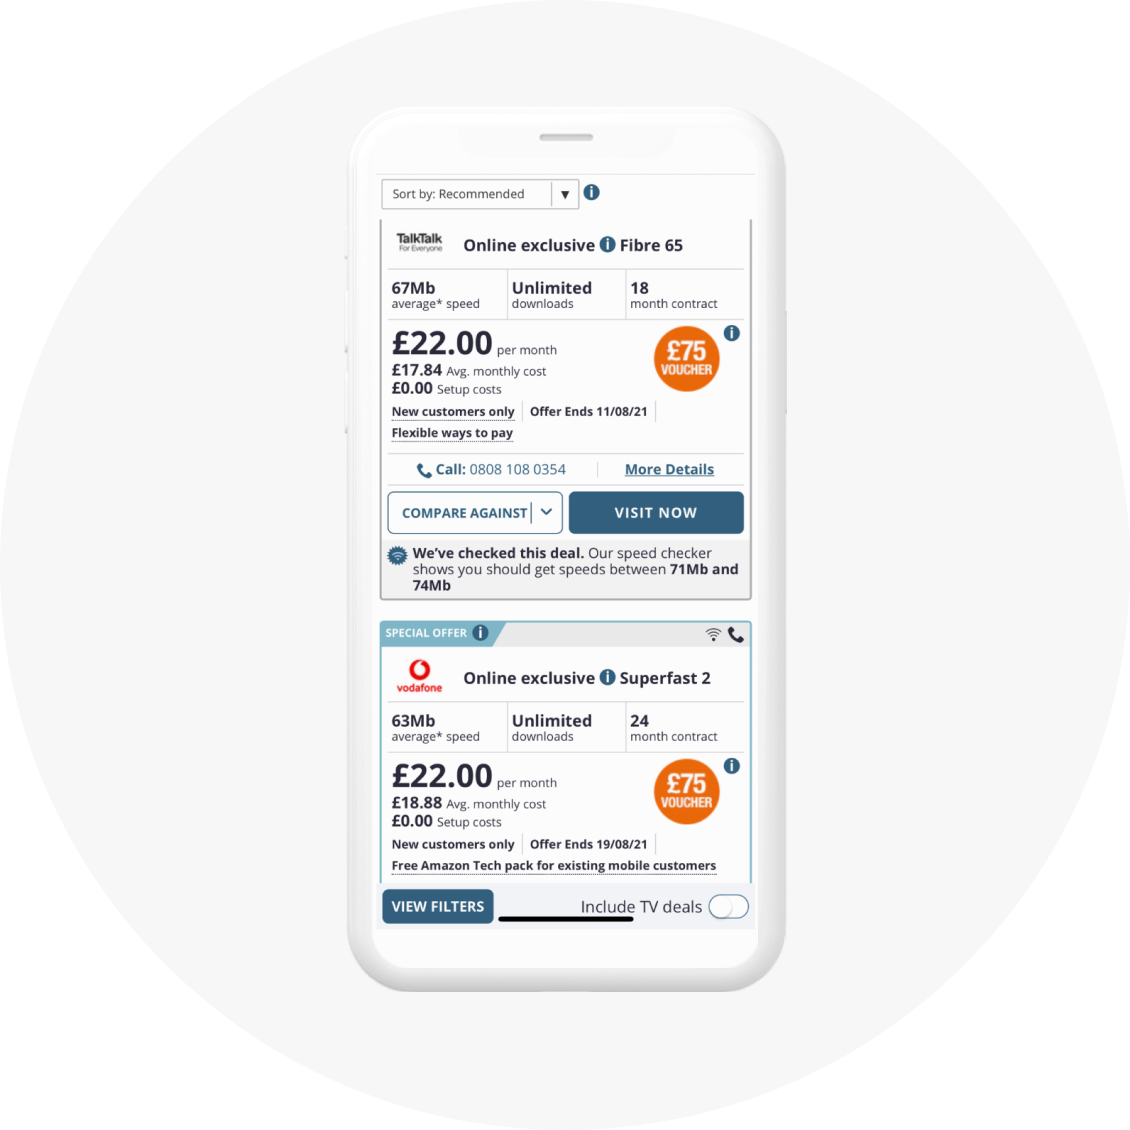 Sort by: Recommended ▼ i
TalkTalk
For Everyone
Online exclusive i Fibre 65
67Mb Unlimited 18
average* speed downloads month contract
£22.00 per month
£75
VOUCHER
i
£17.84 Avg. monthly cost
£0.00 Setup costs
New customers only Offer Ends 11/08/21
Flexible ways to pay
Call: 0808 108 0354 More Details
COMPARE AGAINST VISIT NOW
We've checked this deal. Our speed checker
shows you should get speeds between 71Mb and
74Mb
SPECIAL OFFER i
vodafone
Online exclusive i Superfast 2
63Mb Unlimited 24
average* speed downloads month contract
£22.00 per month
£75
VOUCHER
i
£18.88 Avg. monthly cost
£0.00 Setup costs
New customers only Offer Ends 19/08/21
Free Amazon Tech pack for existing mobile customers
VIEW FILTERS Include TV deals